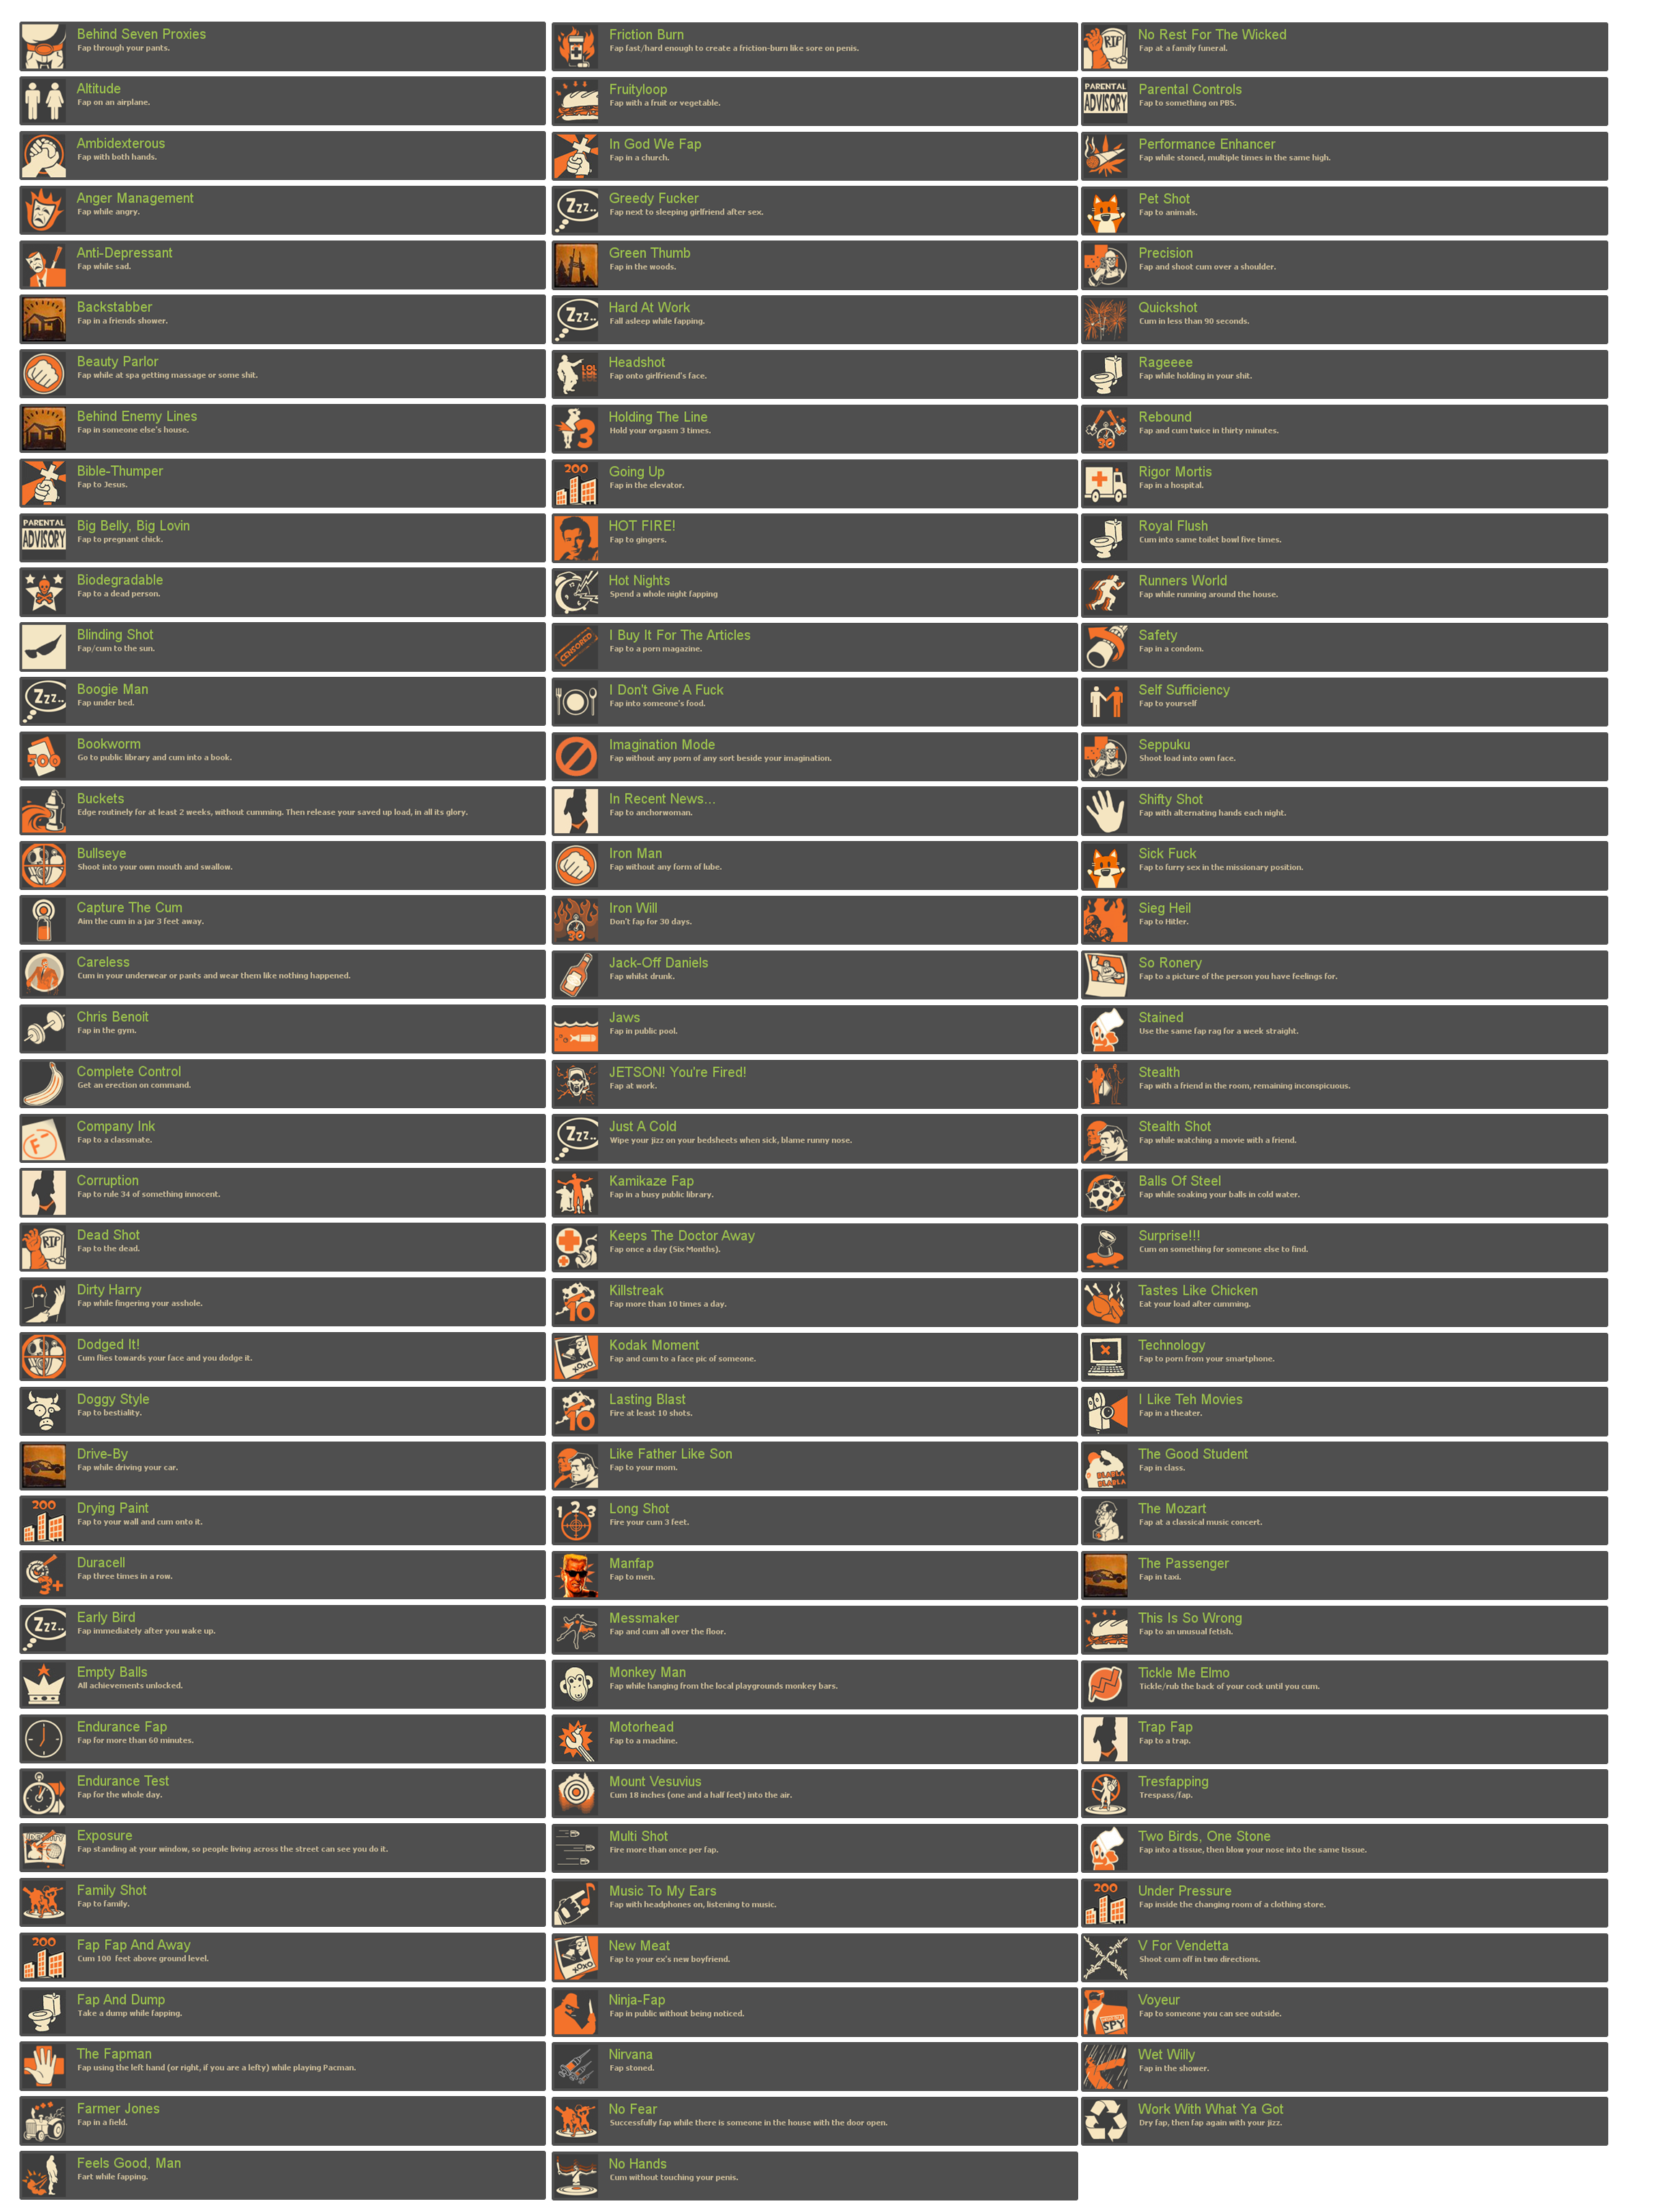 Behind Seven Proxies
Fap through your pants.
Altitude
Fap on an airplane.
Ambidexterous
Fap with both hands.
Anger Management
Fap while angry.
Anti-Depressant
Fap while sad.
Backstabber
Fap in a friends shower.
Beauty Parlor
Fap while at spa getting massage or some shit.
Behind Enemy Lines
Fap in someone else's house.
Bible-Thumper
Fap to Jesus.
PARENTAL
ADVISORY
Big Belly, Big Lovin
Fap to pregnant chick.
Biodegradable
Fap to a dead person.
Blinding Shot
Fap/cum to the sun.
Zzz..
Boogie Man
Fap under bed.
500
Bookworm
Go to public library and cum into a book.
Buckets
Edge routinely for at least 2 weeks, without cumming. Then release your saved up load, in all its glory.
Bullseye
Shoot into your own mouth and swallow.
Capture The Cum
Aim the cum in a jar 3 feet away.
Careless
Cum in your underwear or pants and wear them like nothing happened.
Chris Benoit
Fap in the gym.
Complete Control
Get an erection on command.
F-
Company Ink
Fap to a classmate.
Corruption
Fap to rule 34 of something innocent.
RIP
Dead Shot
Fap to the dead.
Dirty Harry
Fap while fingering your asshole.
Dodged It!
Cum flies towards your face and you dodge it.
Doggy Style
Fap to bestiality.
Drive-By
Fap while driving your car.
200
Drying Paint
Fap to your wall and cum onto it.
3+
Duracell
Fap three times in a row.
Zzz..
Early Bird
Fap immediately after you wake up.
Empty Balls
All achievements unlocked.
Endurance Fap
Fap for more than 60 minutes.
Endurance Test
Fap for the whole day.
Exposure
Fap standing at your window, so people living across the street can see you do it.
Family Shot
Fap to family.
200
Fap Fap And Away
Cum 100 feet above ground level.
Fap And Dump
Take a dump while fapping.
The Fapman
Fap using the left hand (or right, if you are a lefty) while playing Pacman.
Farmer Jones
Fap in a field.
Feels Good, Man
Fart while fapping.
Friction Burn
Fap fast/hard enough to create a friction-burn like sore on penis.
Fruityloop
Fap with a fruit or vegetable.
In God We Fap
Fap in a church.
Zzz..
Greedy Fucker
Fap next to sleeping girlfriend after sex.
Green Thumb
Fap in the woods.
Zzz..
Hard At Work
Fall asleep while fapping.
LOL
Headshot
Fap onto girlfriend's face.
3
Holding The Line
Hold your orgasm 3 times.
200
Going Up
Fap in the elevator.
HOT FIRE!
Fap to gingers.
Hot Nights
Spend a whole night fapping
CENSORED
I Buy It For The Articles
Fap to a porn magazine.
I Don't Give A Fuck
Fap into someone's food.
Imagination Mode
Fap without any porn of any sort beside your imagination.
In Recent News...
Fap to anchorwoman.
Iron Man
Fap without any form of lube.
30
Iron Will
Don't fap for 30 days.
Jack-Off Daniels
Fap whilst drunk.
Jaws
Fap in public pool.
JETSON! You're Fired!
Fap at work.
Zzz..
Just A Cold
Wipe your jizz on your bedsheets when sick, blame runny nose.
Kamikaze Fap
Fap in a busy public library.
Keeps The Doctor Away
Fap once a day (Six Months).
10
Killstreak
Fap more than 10 times a day.
XOXO
Kodak Moment
Fap and cum to a face pic of someone.
10
Lasting Blast
Fire at least 10 shots.
Like Father Like Son
Fap to your mom.
1 2 3
Long Shot
Fire your cum 3 feet.
Manfap
Fap to men.
Messmaker
Fap and cum all over the floor.
Monkey Man
Fap while hanging from the local playgrounds monkey bars.
Motorhead
Fap to a machine.
Mount Vesuvius
Cum 18 inches (one and a half feet) into the air.
Multi Shot
Fire more than once per fap.
Music To My Ears
Fap with headphones on, listening to music.
XOXO
New Meat
Fap to your ex's new boyfriend.
Ninja-Fap
Fap in public without being noticed.
Nirvana
Fap stoned.
No Fear
Successfully fap while there is someone in the house with the door open.
No Hands
Cum without touching your penis.
RIP
No Rest For The Wicked
Fap at a family funeral.
PARENTAL
ADVISORY
Parental Controls
Fap to something on PBS.
Performance Enhancer
Fap while stoned, multiple times in the same high.
Pet Shot
Fap to animals.
Precision
Fap and shoot cum over a shoulder.
Quickshot
Cum in less than 90 seconds.
Rageeee
Fap while holding in your shit.
30
Rebound
Fap and cum twice in thirty minutes.
Rigor Mortis
Fap in a hospital.
Royal Flush
Cum into same toilet bowl five times.
Runners World
Fap while running around the house.
Safety
Fap in a condom.
Self Sufficiency
Fap to yourself
Seppuku
Shoot load into own face.
Shifty Shot
Fap with alternating hands each night.
Sick Fuck
Fap to furry sex in the missionary position.
Sieg Heil
Fap to Hitler.
So Ronery
Fap to a picture of the person you have feelings for.
Stained
Use the same fap rag for a week straight.
Stealth
Fap with a friend in the room, remaining inconspicuous.
Stealth Shot
Fap while watching a movie with a friend.
Balls Of Steel
Fap while soaking your balls in cold water.
Surprise!!!
Cum on something for someone else to find.
Tastes Like Chicken
Eat your load after cumming.
Technology
Fap to porn from your smartphone.
I Like Teh Movies
Fap in a theater.
BLABLA
BLABLA
The Good Student
Fap in class.
The Mozart
Fap at a classical music concert.
The Passenger
Fap in taxi.
This Is So Wrong
Fap to an unusual fetish.
Tickle Me Elmo
Tickle/rub the back of your cock until you cum.
Trap Fap
Fap to a trap.
Tresfapping
Trespass/fap.
Two Birds, One Stone
Fap into a tissue, then blow your nose into the same tissue.
200
Under Pressure
Fap inside the changing room of a clothing store.
V For Vendetta
Shoot cum off in two directions.
SPY
Voyeur
Fap to someone you can see outside.
Wet Willy
Fap in the shower.
Work With What Ya Got
Dry fap, then fap again with your jizz.